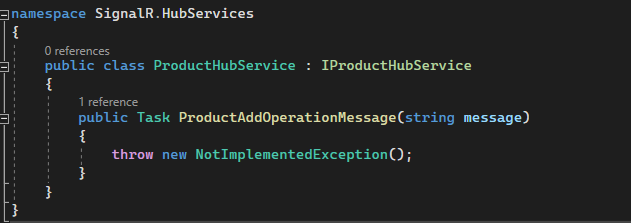 namespace SignalR.HubServices
{
0 references
public class ProductHubService : IProductHubService
{
1 reference
public Task ProductAddOperationMessage(string message)
{
throw new NotImplementedException();
}
}
}